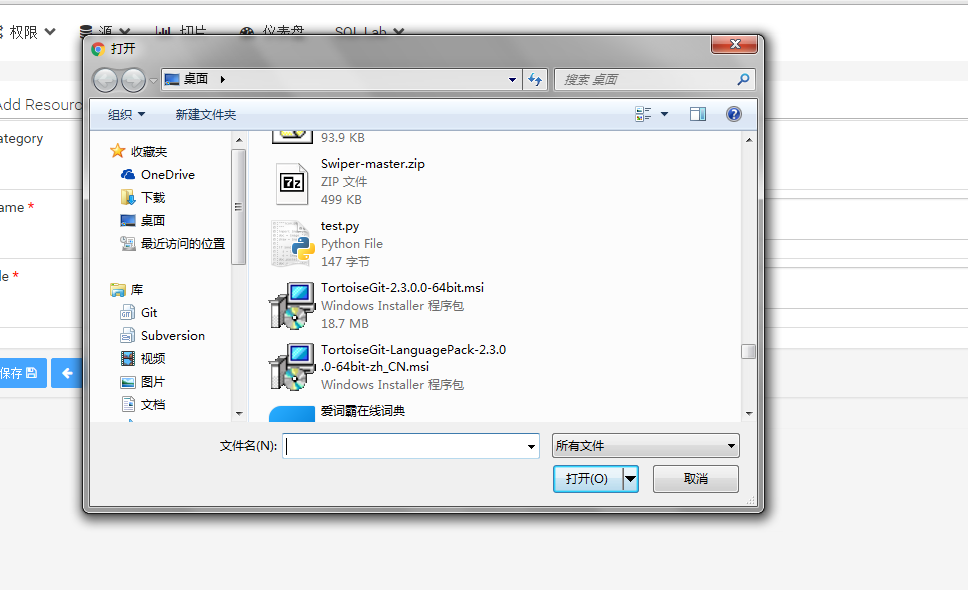 权限
源
切片
仪表盘
SQL Lab
打开
桌面
搜索 桌面
Add Resourc
组织
新建文件夹
ategory
ame *
le *
保存
收藏夹
OneDrive
下载
桌面
最近访问的位置
库
Git
Subversion
视频
图片
文档
93.9 KB
Swiper-master.zip
ZIP 文件
499 KB
7z
test.py
Python File
147 字节
TortoiseGit-2.3.0.0-64bit.msi
Windows Installer 程序包
18.7 MB
TortoiseGit-LanguagePack-2.3.0
.0-64bit-zh_CN.msi
Windows Installer 程序包
爱词霸在线词典
文件名(N):
所有文件
打开(O)
取消